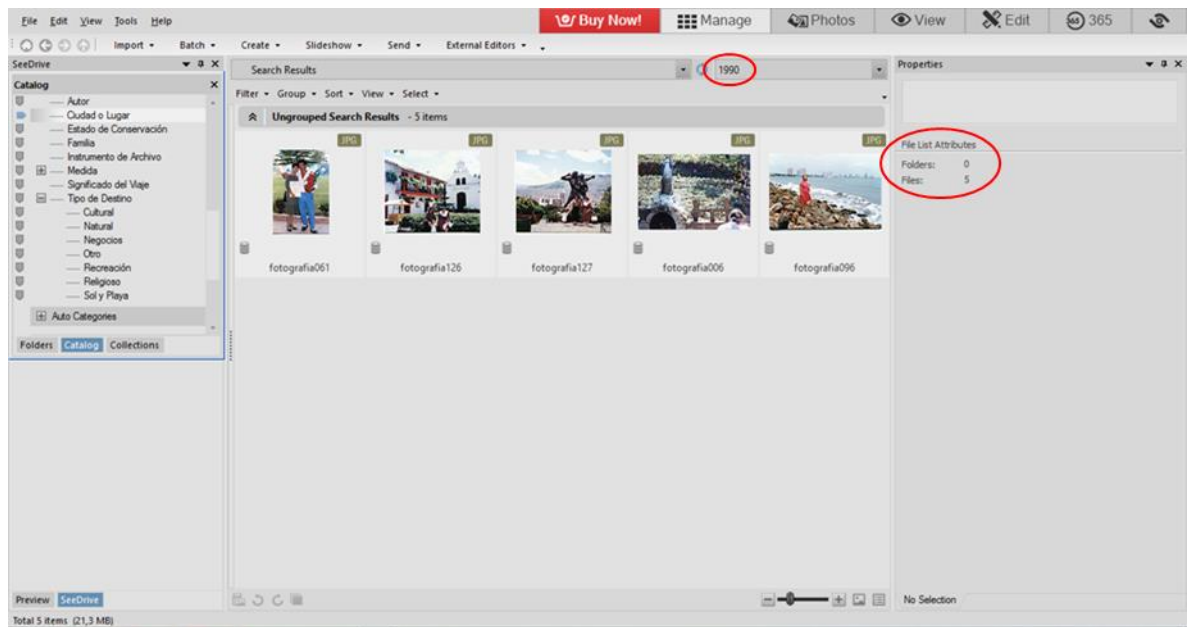 File Edit View Tools Help
Buy Now! Manage Photos View Edit 365 365
Import Batch Create Slideshow Send External Editors
SeeDrive
Catalog
Autor
Ciudad o Lugar
Estado de Conservación
Familia
Instrumento de Archivo
Medida
Significado del Viaje
Tipo de Destino
Cultural
Natural
Negocios
Otro
Recreación
Religioso
Sol y Playa
Auto Categories
Folders Catalog Collections
Preview SeeDrive
Total 5 items (21,3 MB)
Search Results 1990
Filter Group Sort View Select
Ungrouped Search Results - 5 items
JPG JPG JPG JPG JPG
fotografia061 fotografia126 fotografia127 fotografia006 fotografia096
Properties
File List Attributes
Folders: 0
Files: 5
No Selection